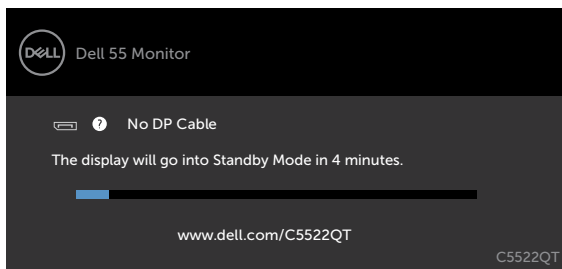 DELL Dell 55 Monitor
? No DP Cable
The display will go into Standby Mode in 4 minutes.
www.dell.com/C5522QT
C5522QT